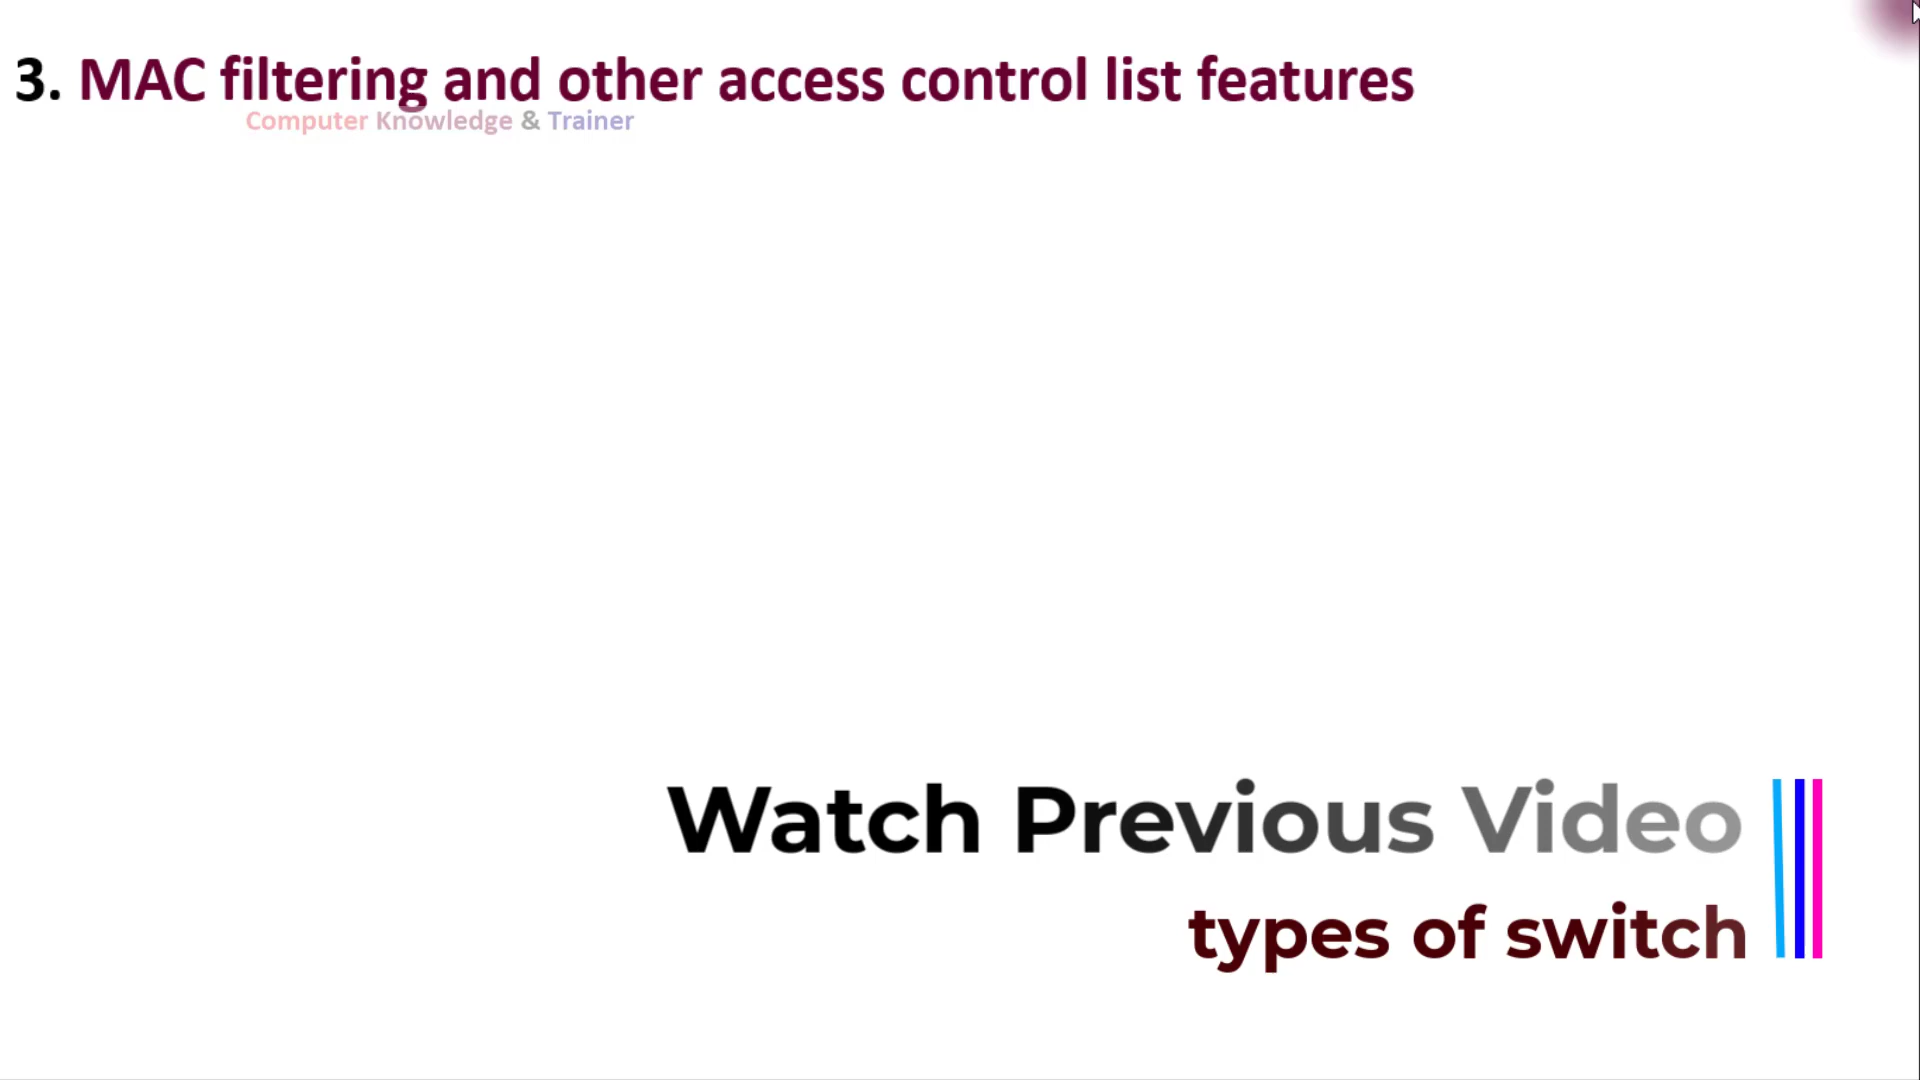 3. MAC filtering and other access control list features
Computer Knowledge & Trainer
Watch Previous Video
types of switch